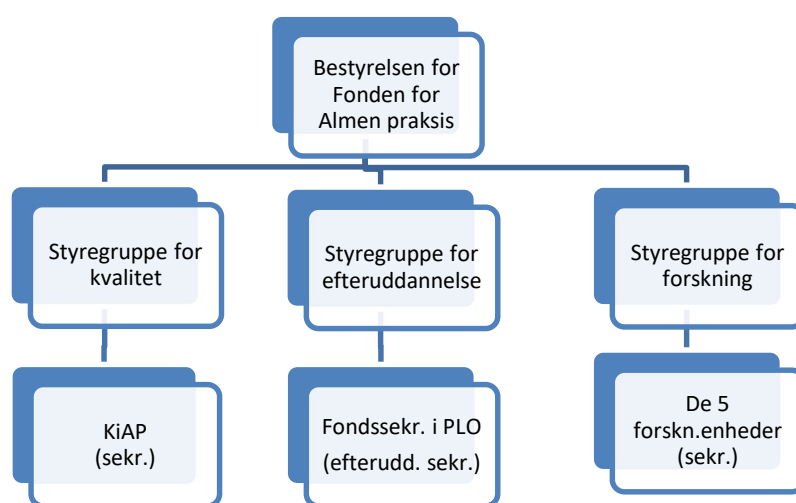 Bestyrelsen for
Fonden for
Almen praksis
Styregruppe for
kvalitet
Styregruppe for
efteruddannelse
Styregruppe for
forskning
KiAP
(sekr.)
Fondssekr. i PLO
(efterudd. sekr.)
De 5
forskn.enheder
(sekr.)